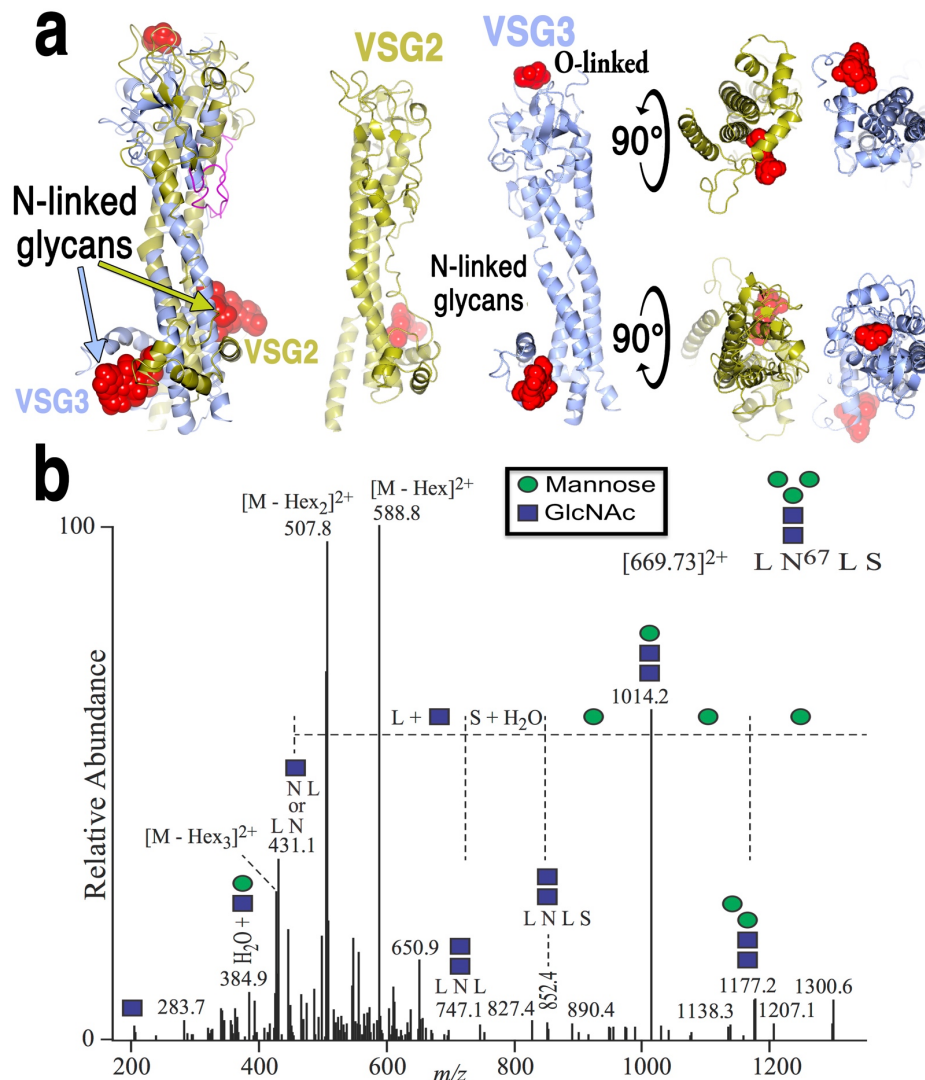 a
VSG2
VSG3
O-linked
90°
N-linked
glycans
N-linked
glycans
90°
VSG2
VSG3
b
[M - Hex₂]²⁺
507.8
[M - Hex]²⁺
588.8
Mannose
GlcNAc
[669.73]²⁺
L N⁶⁷ L S
100
Relative Abundance
0
1014.2
L +
S + H₂O
N L
or
L N
431.1
[M - Hex₃]²⁺
H₂O +
384.9
283.7
650.9
L N L
747.1
827.4
L N L S
852.4
890.4
1138.3
1177.2
1207.1
1300.6
200
400
600
800
1000
1200
m/z